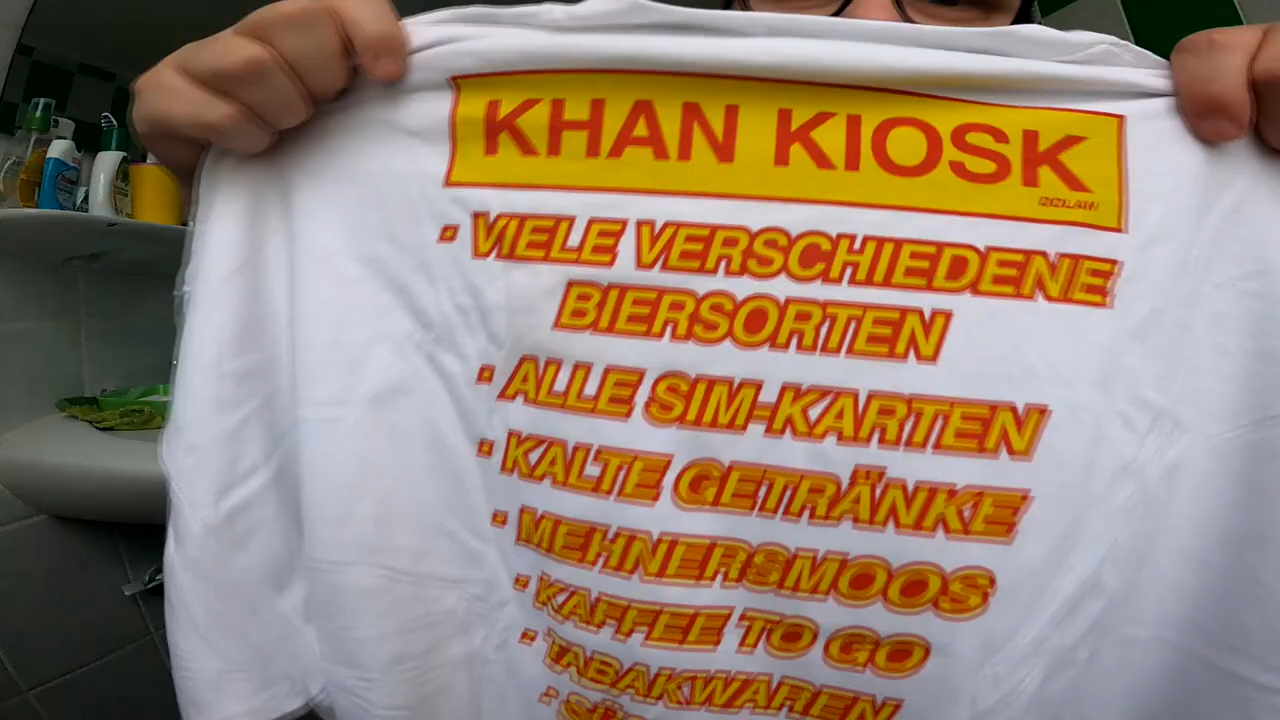 KHAN KIOSK
• VIELE VERSCHIEDENE
BIERSORTEN
• ALLE SIM-KARTEN
• KALTE GETRÄNKE
• MEHNERSMOOS
• KAFFEE TO GO
• TABAKWAREN